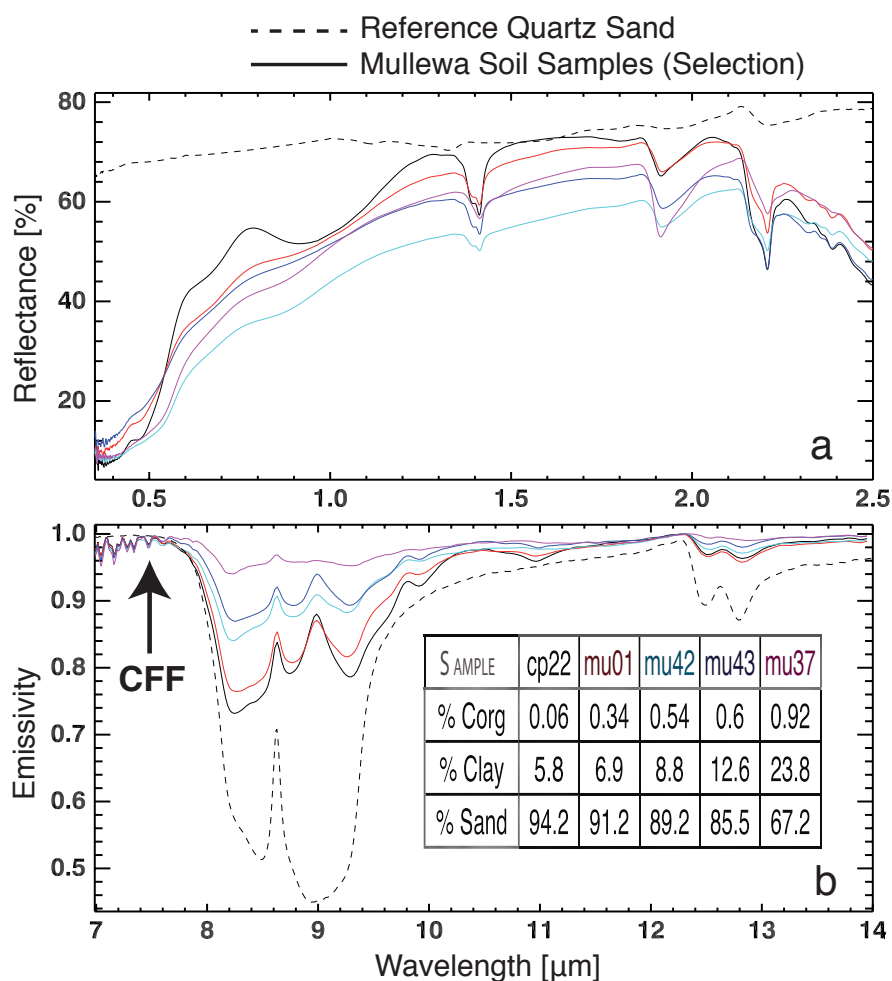 Reference Quartz Sand
Mullewa Soil Samples (Selection)
80
60
40
20
Reflectance [%]
a
0.5 1.0 1.5 2.0 2.5
1.0
0.9
0.8
0.7
0.6
0.5
Emissivity
CFF
SAMPLE cp22 mu01 mu42 mu43 mu37
% Corg 0.06 0.34 0.54 0.6 0.92
% Clay 5.8 6.9 8.8 12.6 23.8
% Sand 94.2 91.2 89.2 85.5 67.2
b
7 8 9 10 11 12 13 14
Wavelength [µm]